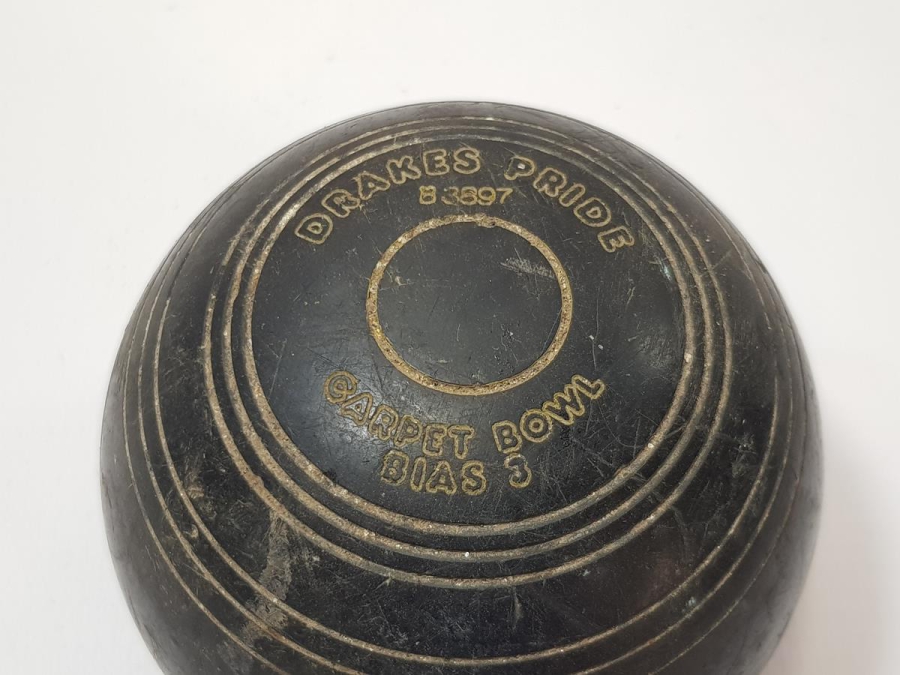 DRAKES PRIDE
3897
CARPET BOWL
BIAS 3